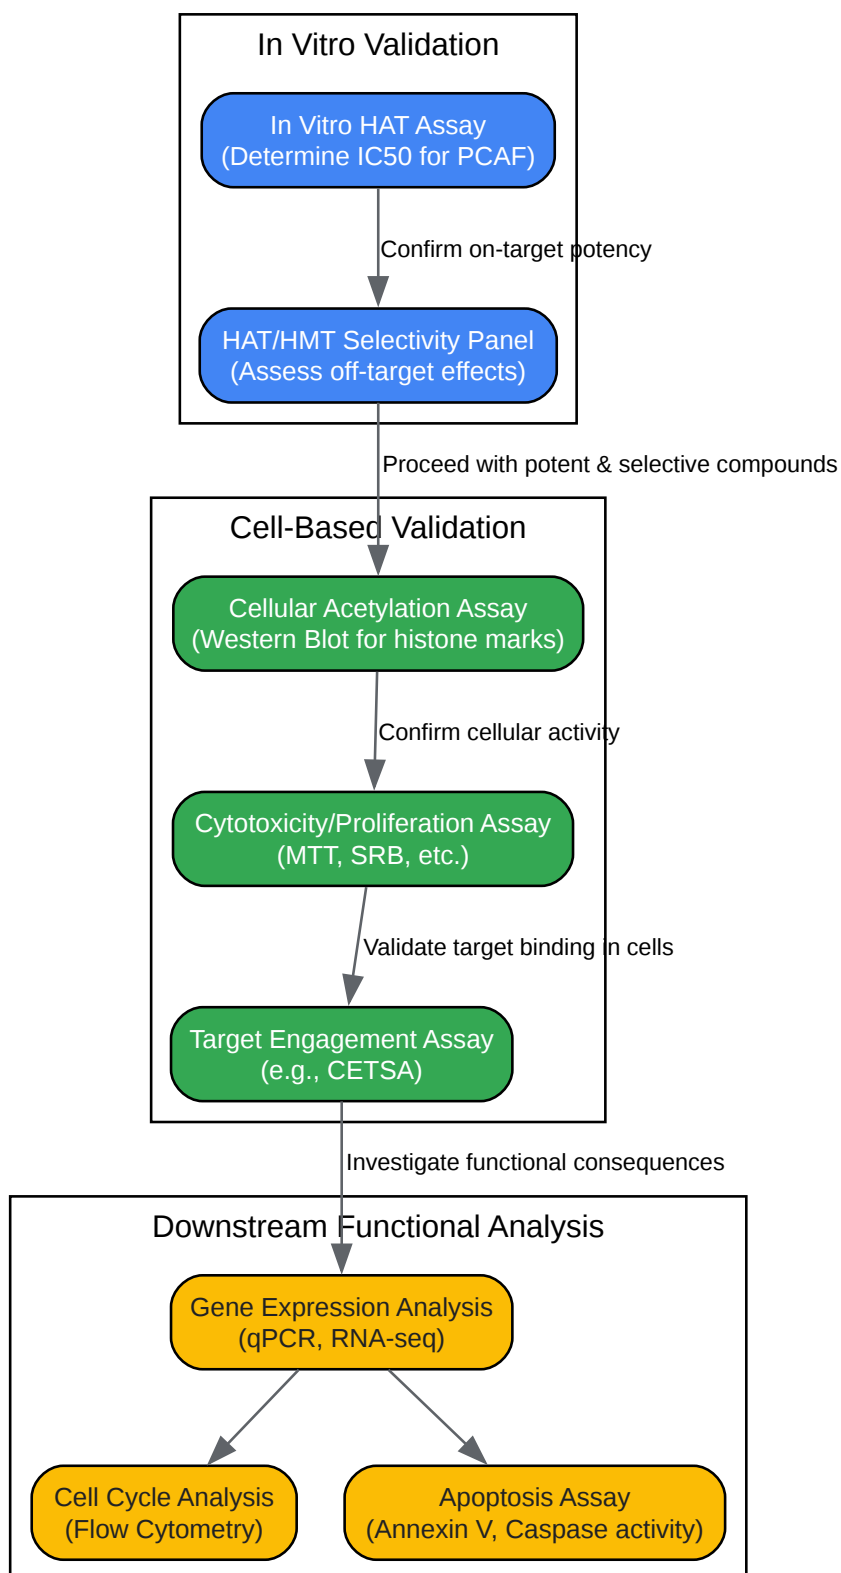 In Vitro Validation
In Vitro HAT Assay
(Determine IC50 for PCAF)
Confirm on-target potency
HAT/HMT Selectivity Panel
(Assess off-target effects)
Proceed with potent & selective compounds
Cell-Based Validation
Cellular Acetylation Assay
(Western Blot for histone marks)
Confirm cellular activity
Cytotoxicity/Proliferation Assay
(MTT, SRB, etc.)
Validate target binding in cells
Target Engagement Assay
(e.g., CETSA)
Investigate functional consequences
Downstream Functional Analysis
Gene Expression Analysis
(qPCR, RNA-seq)
Cell Cycle Analysis
(Flow Cytometry)
Apoptosis Assay
(Annexin V, Caspase activity)